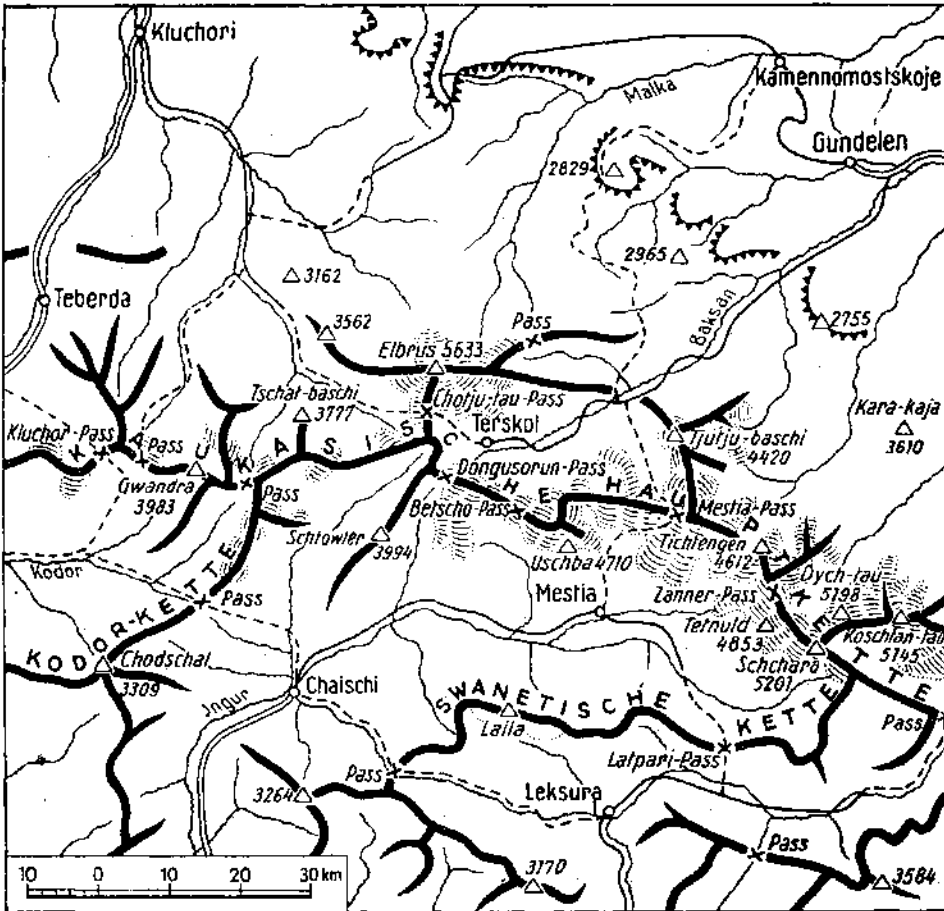 Kluchori
Kamennomostskoje
Malka
Gundelen
2829
2965
3162
Teberda
Baksan
2755
3562
Pass
Elbrus 5633
Tschat-baschi
3777
Chotju-tau-Pass
Terskol
Kara-kaja
3610
Kluchor-Pass
Pass
Tjutju-baschi
4420
KAUKASISCHE HAUPTKETTE
Gwandra
3983
Pass
Dongusorun-Pass
Betscho-Pass
Mestia-Pass
Schtowler
3994
Uschba 4710
Tichtengen
4612
Dych-tau
5198
Kodor
Pass
Mestia
Zanner-Pass
Tetnuld
4853
Koschtan-tau
5145
KODOR-KETTE
Schchara
5201
Chodschal
3309
Jngur
Chaischi
SWANETISCHE KETTE
Laila
Pass
Latpari-Pass
Pass
3264
Leksura
Pass
3170
3584
10 0 10 20 30 km